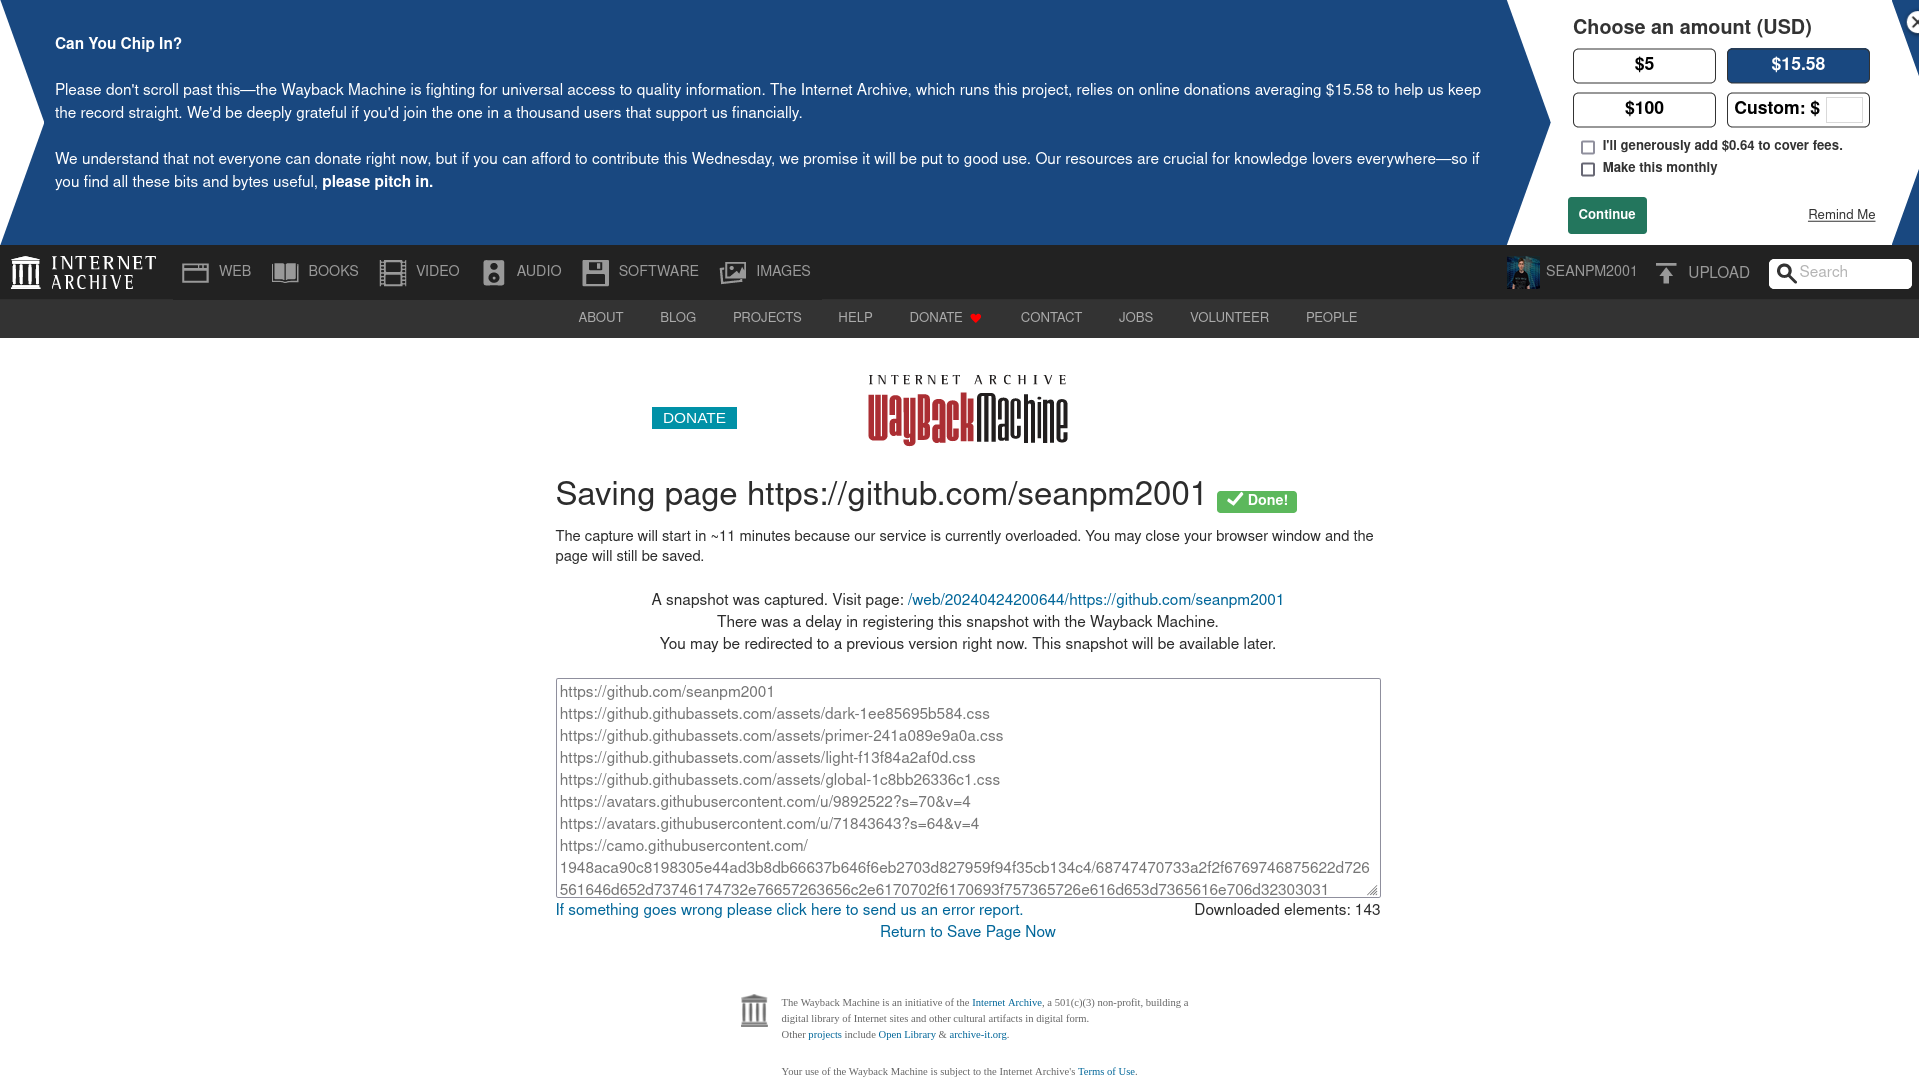 Can You Chip In?
Please don't scroll past this—the Wayback Machine is fighting for universal access to quality information. The Internet Archive, which runs this project, relies on online donations averaging $15.58 to help us keep
the record straight. We'd be deeply grateful if you'd join the one in a thousand users that support us financially.
We understand that not everyone can donate right now, but if you can afford to contribute this Wednesday, we promise it will be put to good use. Our resources are crucial for knowledge lovers everywhere—so if
you find all these bits and bytes useful, please pitch in.
Choose an amount (USD)
$5
$15.58
$100
Custom: $
I'll generously add $0.64 to cover fees.
Make this monthly
Continue
Remind Me
INTERNET
ARCHIVE
WEB
BOOKS
VIDEO
AUDIO
SOFTWARE
IMAGES
SEANPM2001
UPLOAD
Search
ABOUT
BLOG
PROJECTS
HELP
DONATE
CONTACT
JOBS
VOLUNTEER
PEOPLE
DONATE
INTERNET ARCHIVE
WayBackMachine
Saving page https://github.com/seanpm2001 Done!
The capture will start in ~11 minutes because our service is currently overloaded. You may close your browser window and the
page will still be saved.
A snapshot was captured. Visit page: /web/20240424200644/https://github.com/seanpm2001
There was a delay in registering this snapshot with the Wayback Machine.
You may be redirected to a previous version right now. This snapshot will be available later.
https://github.com/seanpm2001
https://github.githubassets.com/assets/dark-1ee85695b584.css
https://github.githubassets.com/assets/primer-241a089e9a0a.css
https://github.githubassets.com/assets/light-f13f84a2af0d.css
https://github.githubassets.com/assets/global-1c8bb26336c1.css
https://avatars.githubusercontent.com/u/9892522?s=70&v=4
https://avatars.githubusercontent.com/u/71843643?s=64&v=4
https://camo.githubusercontent.com/
1948aca90c8198305e44ad3b8db66637b646f6eb2703d827959f94f35cb134c4/68747470733a2f2f6769746875622d726
561646d652d73746174732e76657263656c2e6170702f6170693f757365726e616d653d7365616e706d32303031
If something goes wrong please click here to send us an error report.
Downloaded elements: 143
Return to Save Page Now
The Wayback Machine is an initiative of the Internet Archive, a 501(c)(3) non-profit, building a
digital library of Internet sites and other cultural artifacts in digital form.
Other projects include Open Library & archive-it.org.
Your use of the Wayback Machine is subject to the Internet Archive's Terms of Use.